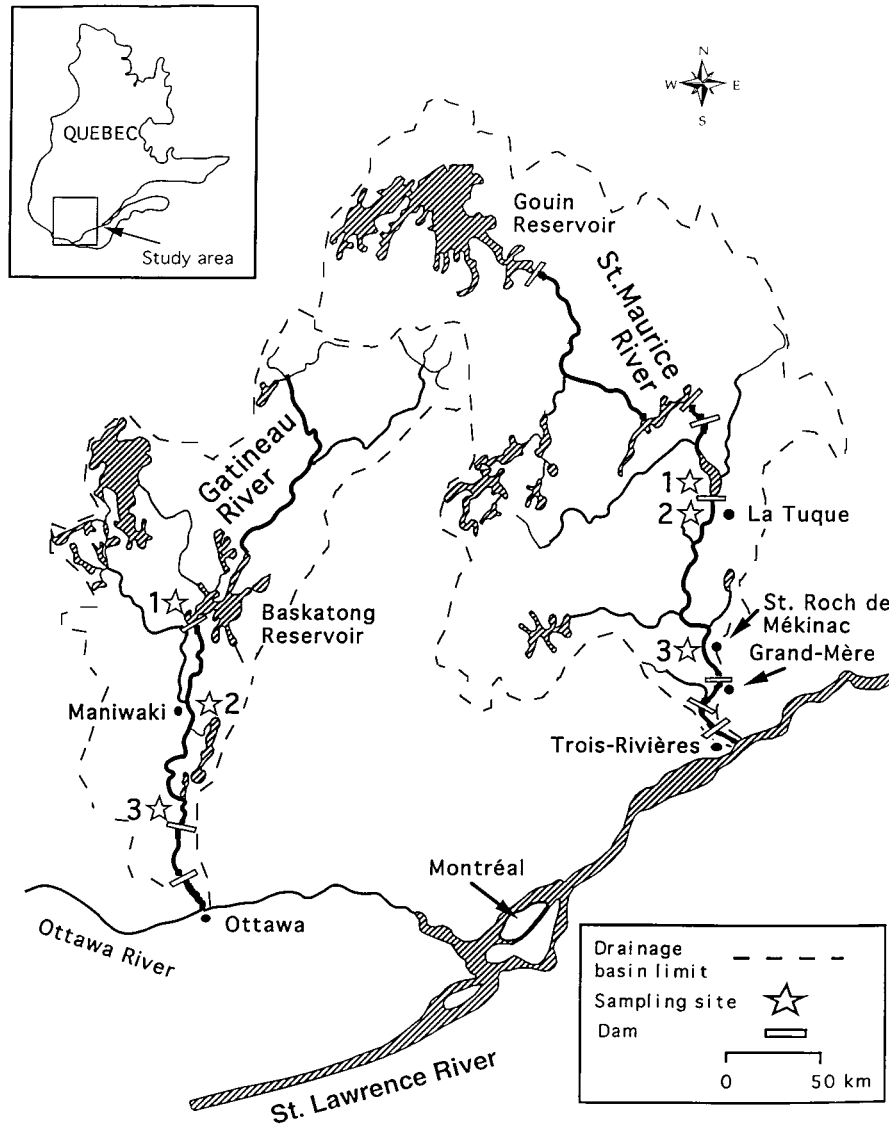 QUEBEC
Study area
N
W E
S
Gouin
Reservoir
St.Maurice
River
Gatineau
River
1
2
La Tuque
1
Baskatong
Reservoir
St. Roch de
Mékinac
3
Grand-Mère
Maniwaki
2
Trois-Rivières
3
Montréal
Ottawa
Ottawa River
St. Lawrence River
Drainage
basin limit
Sampling site
Dam
0 50 km